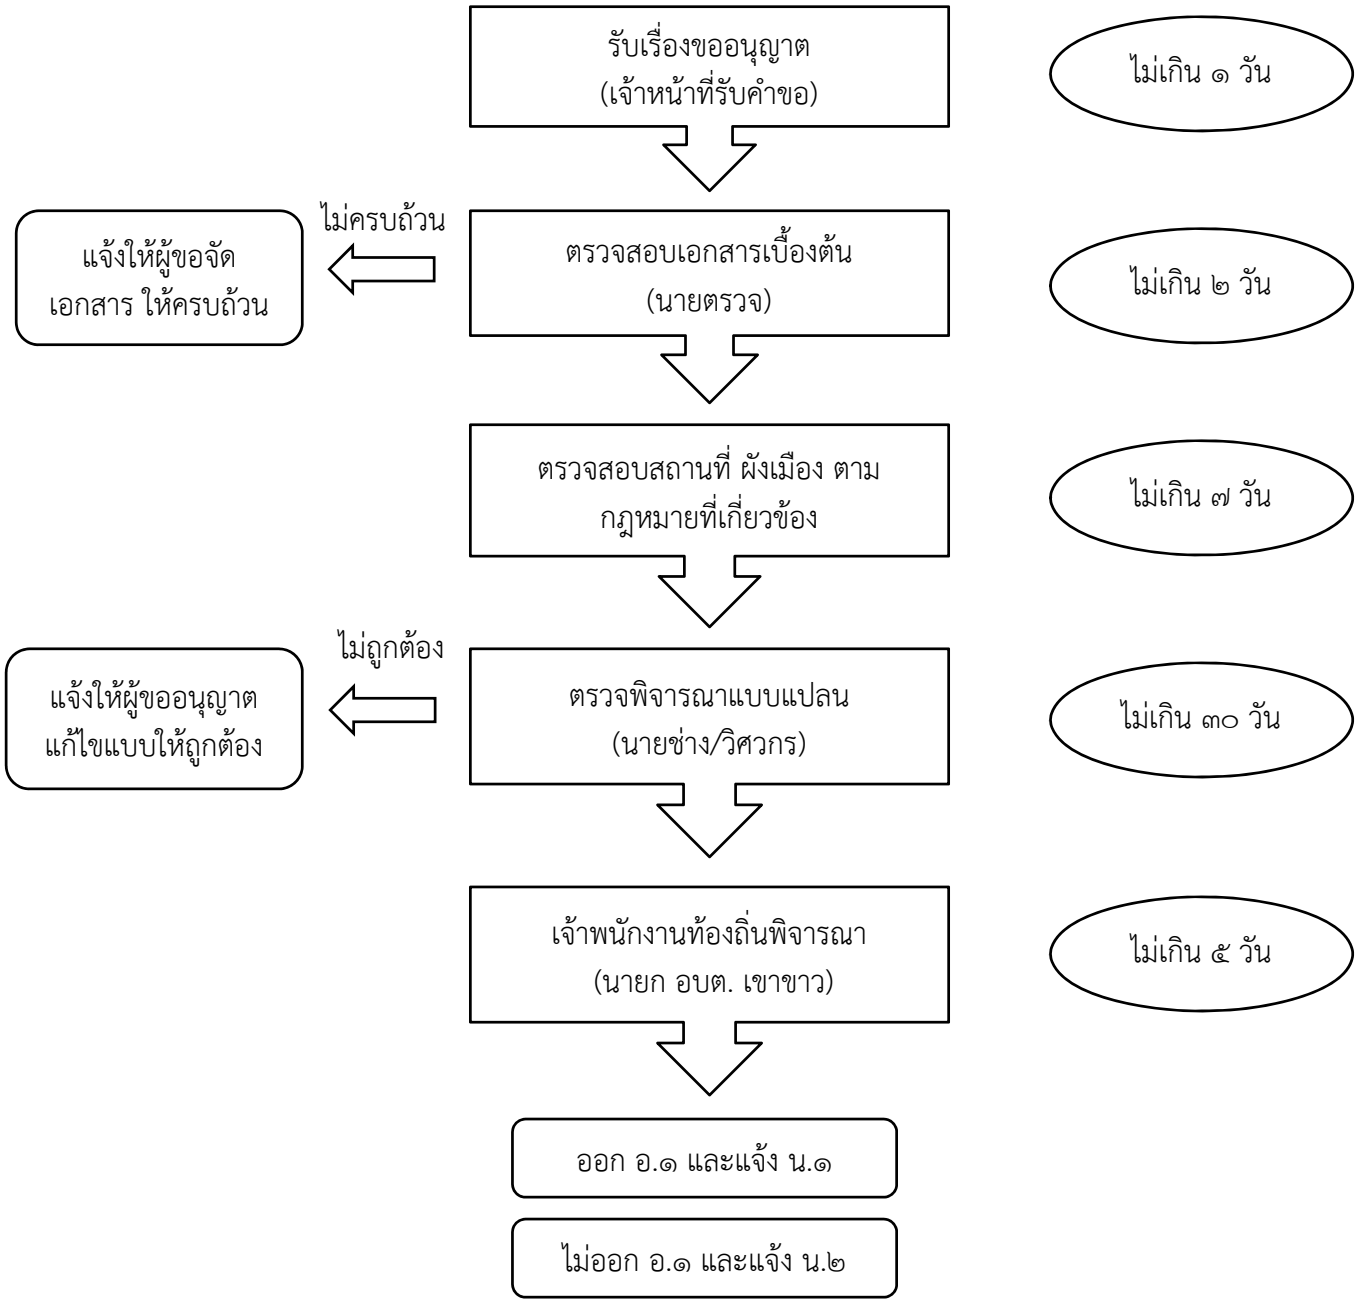 รับเรื่องขออนุญาต
(เจ้าหน้าที่รับคำขอ)
ไม่เกิน ๑ วัน
ไม่ครบถ้วน
แจ้งให้ผู้ขอจัด
เอกสาร ให้ครบถ้วน
ตรวจสอบเอกสารเบื้องต้น
(นายตรวจ)
ไม่เกิน ๒ วัน
ตรวจสอบสถานที่ ผังเมือง ตาม
กฎหมายที่เกี่ยวข้อง
ไม่เกิน ๗ วัน
ไม่ถูกต้อง
แจ้งให้ผู้ขออนุญาต
แก้ไขแบบให้ถูกต้อง
ตรวจพิจารณาแบบแปลน
(นายช่าง/วิศวกร)
ไม่เกิน ๓๐ วัน
เจ้าพนักงานท้องถิ่นพิจารณา
(นายก อบต. เขาขาว)
ไม่เกิน ๕ วัน
ออก อ.๑ และแจ้ง น.๑
ไม่ออก อ.๑ และแจ้ง น.๒